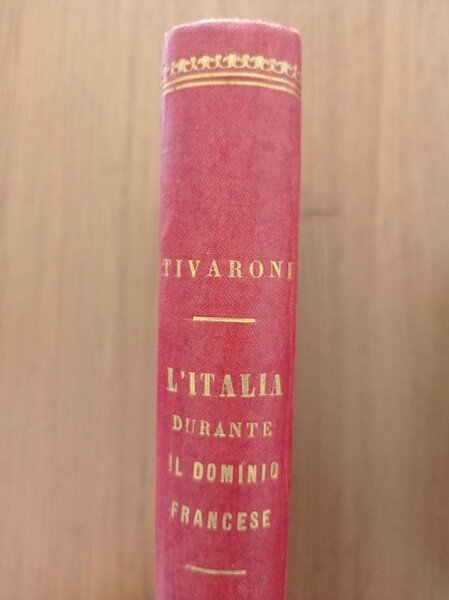 TIVARONI
L'ITALIA
DURANTE
IL DOMINIO
FRANCESE